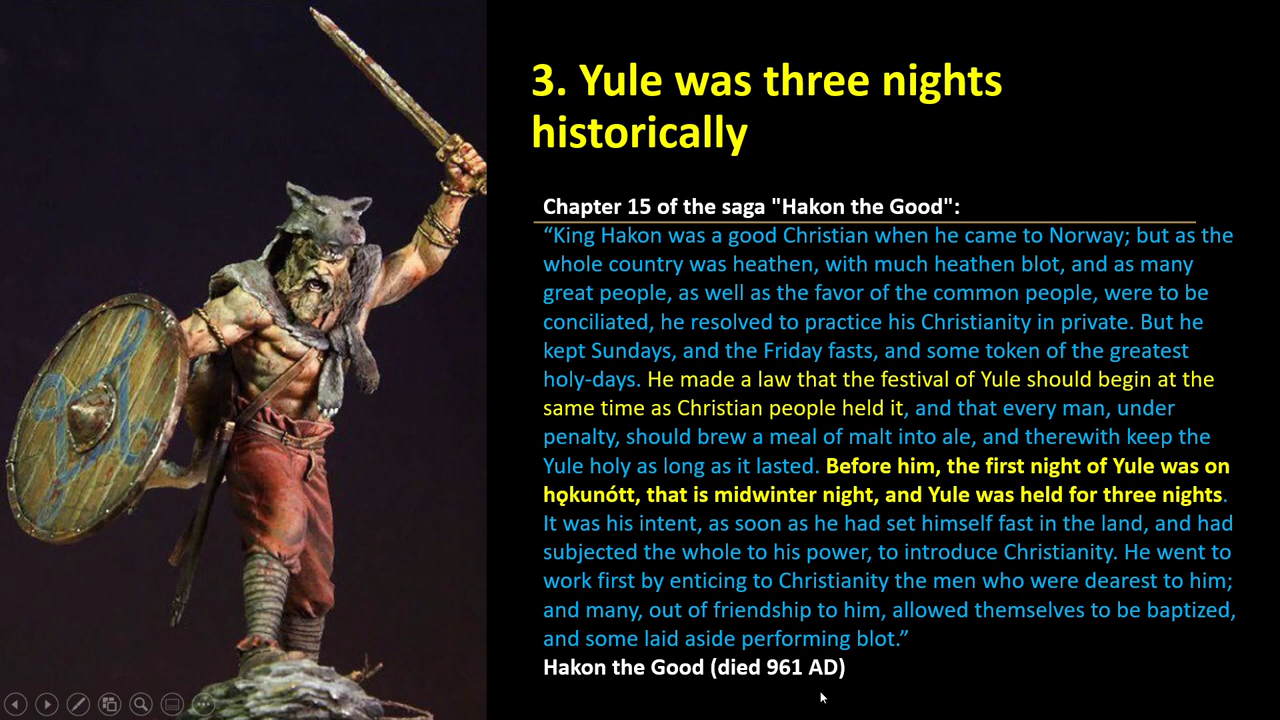 3. Yule was three nights
historically
Chapter 15 of the saga "Hakon the Good":
“King Hakon was a good Christian when he came to Norway; but as the
whole country was heathen, with much heathen blot, and as many
great people, as well as the favor of the common people, were to be
conciliated, he resolved to practice his Christianity in private. But he
kept Sundays, and the Friday fasts, and some token of the greatest
holy-days. He made a law that the festival of Yule should begin at the
same time as Christian people held it, and that every man, under
penalty, should brew a meal of malt into ale, and therewith keep the
Yule holy as long as it lasted. Before him, the first night of Yule was on
hǫkunótt, that is midwinter night, and Yule was held for three nights.
It was his intent, as soon as he had set himself fast in the land, and had
subjected the whole to his power, to introduce Christianity. He went to
work first by enticing to Christianity the men who were dearest to him;
and many, out of friendship to him, allowed themselves to be baptized,
and some laid aside performing blot.”
Hakon the Good (died 961 AD)